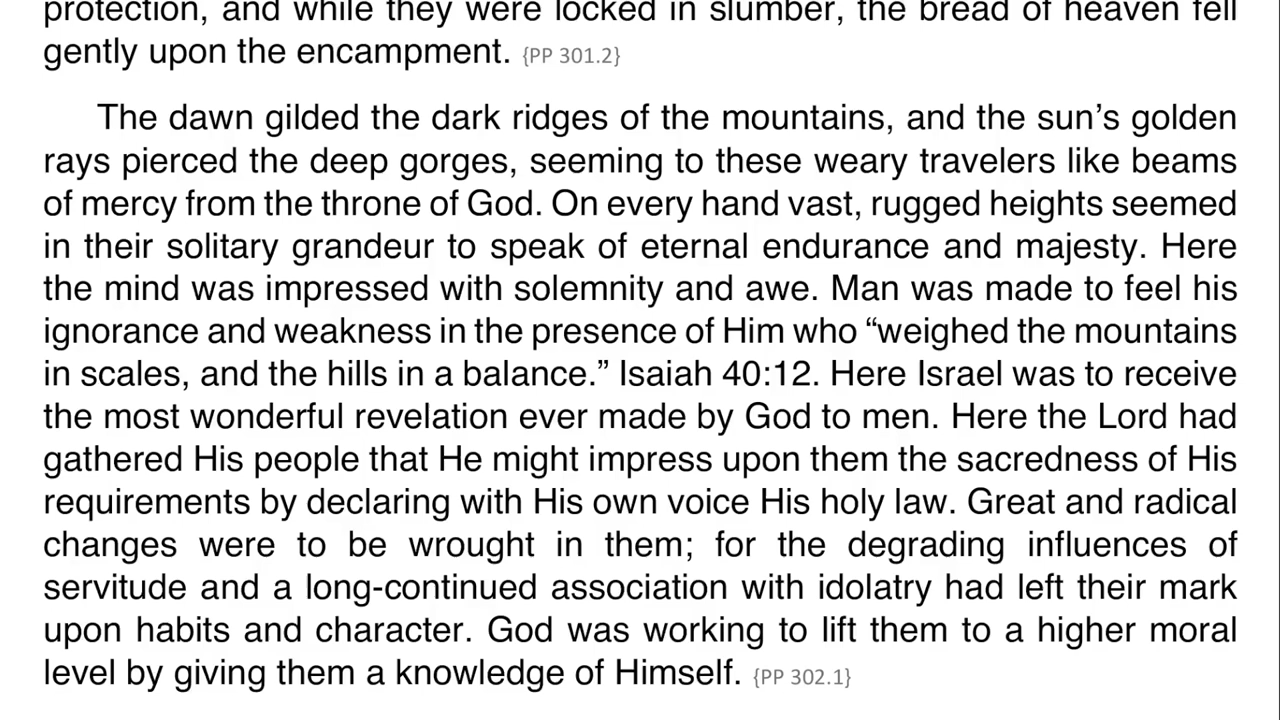 protection, and while they were locked in slumber, the bread of heaven fell
gently upon the encampment. {PP 301.2}
The dawn gilded the dark ridges of the mountains, and the sun’s golden
rays pierced the deep gorges, seeming to these weary travelers like beams
of mercy from the throne of God. On every hand vast, rugged heights seemed
in their solitary grandeur to speak of eternal endurance and majesty. Here
the mind was impressed with solemnity and awe. Man was made to feel his
ignorance and weakness in the presence of Him who “weighed the mountains
in scales, and the hills in a balance.” Isaiah 40:12. Here Israel was to receive
the most wonderful revelation ever made by God to men. Here the Lord had
gathered His people that He might impress upon them the sacredness of His
requirements by declaring with His own voice His holy law. Great and radical
changes were to be wrought in them; for the degrading influences of
servitude and a long-continued association with idolatry had left their mark
upon habits and character. God was working to lift them to a higher moral
level by giving them a knowledge of Himself. {PP 302.1}